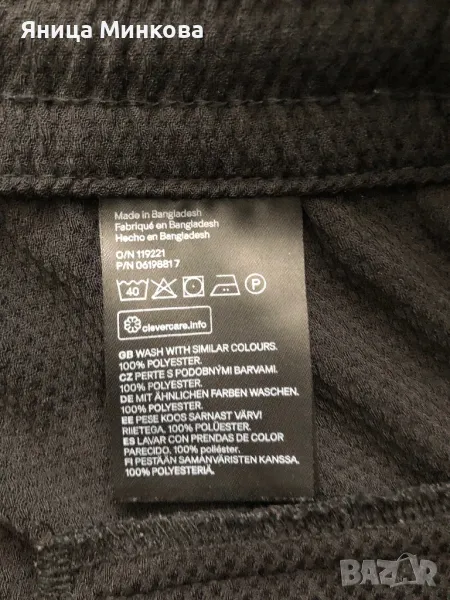 Яница Минкова
Made in Bangladesh
Fabriqué en Bangladesh
Hecho en Bangladesh
O/N 119221
P/N 06198817
40
P
clevercare.info
GB WASH WITH SIMILAR COLOURS.
100% POLYESTER.
CZ PERTE S PODOBNÝMI BARVAMI.
100% POLYESTER.
DE MIT ÄHNLICHEN FARBEN WASCHEN.
100% POLYESTER.
EE PESE KOOS SARNAST VÄRVI
RIIETEGA. 100% POLÜESTER.
ES LAVAR CON PRENDAS DE COLOR
PARECIDO. 100% poliéster.
FI PESTÄÄN SAMANVÄRISTEN KANSSA.
100% POLYESTERIÄ.
BAZAR